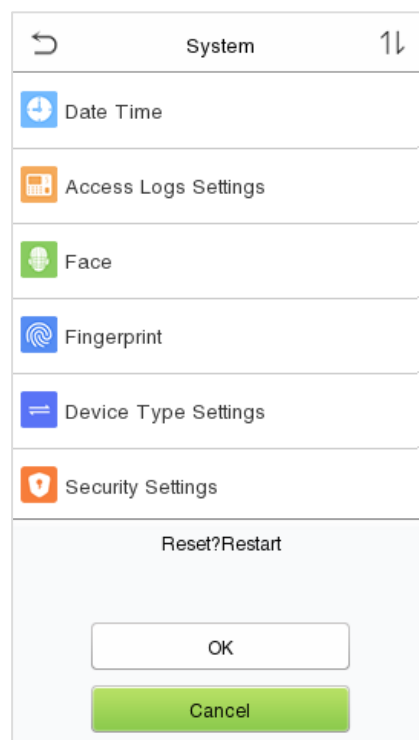 System
Date Time
Access Logs Settings
Face
Fingerprint
Device Type Settings
Security Settings
Reset?Restart
OK
Cancel